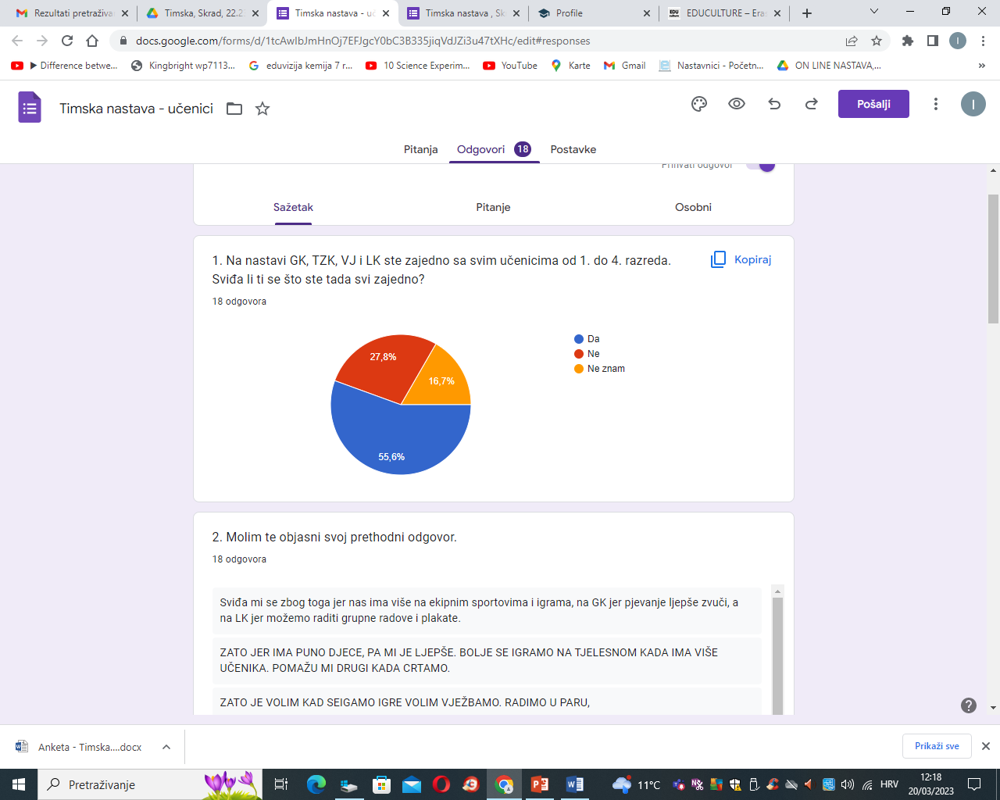 Rezultati pretraživa
Timska, Skrad, 22.2
Timska nastava - uč
Timska nastava , Sk
Profile
EDU
EDUCULTURE – Era
docs.google.com/forms/d/1tcAwIbJmHnOj7EFJgcY0bC3B335jiqVdJZi3u47tXHc/edit#responses
I
Difference betwe...
Kingbright wp7113...
eduvizija kemija 7 r...
10 Science Experim...
YouTube
Karte
Gmail
Nastavnici - Početn...
ON LINE NASTAVA,...
»
Timska nastava - učenici
Pošalji
I
Pitanja
Odgovori 18
Postavke
Prihvati odgovor
Sažetak
Pitanje
Osobni
1. Na nastavi GK, TZK, VJ i LK ste zajedno sa svim učenicima od 1. do 4. razreda.
Sviđa li ti se što ste tada svi zajedno?
Kopiraj
18 odgovora
Da
Ne
Ne znam
27,8%
16,7%
55,6%
2. Molim te objasni svoj prethodni odgovor.
18 odgovora
Sviđa mi se zbog toga jer nas ima više na ekipnim sportovima i igrama, na GK jer pjevanje ljepše zvuči, a
na LK jer možemo raditi grupne radove i plakate.
ZATO JER IMA PUNO DJECE, PA MI JE LJEPŠE. BOLJE SE IGRAMO NA TJELESNOM KADA IMA VIŠE
UČENIKA. POMAŽU MI DRUGI KADA CRTAMO.
ZATO JE VOLIM KAD SEIGAMO IGRE VOLIM VJEŽBAMO. RADIMO U PARU,
Anketa - Timska....docx
Prikaži sve
Pretraživanje
11°C
HRV
12:18
20/03/2023